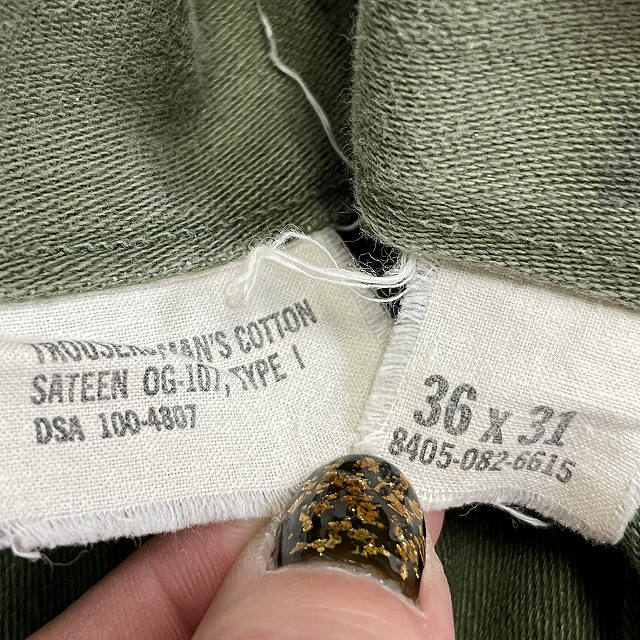 TROUSERS, MAN'S COTTON
SATEEN OG-107, TYPE I
DSA 100-4807
36 x 31
8405-082-6615